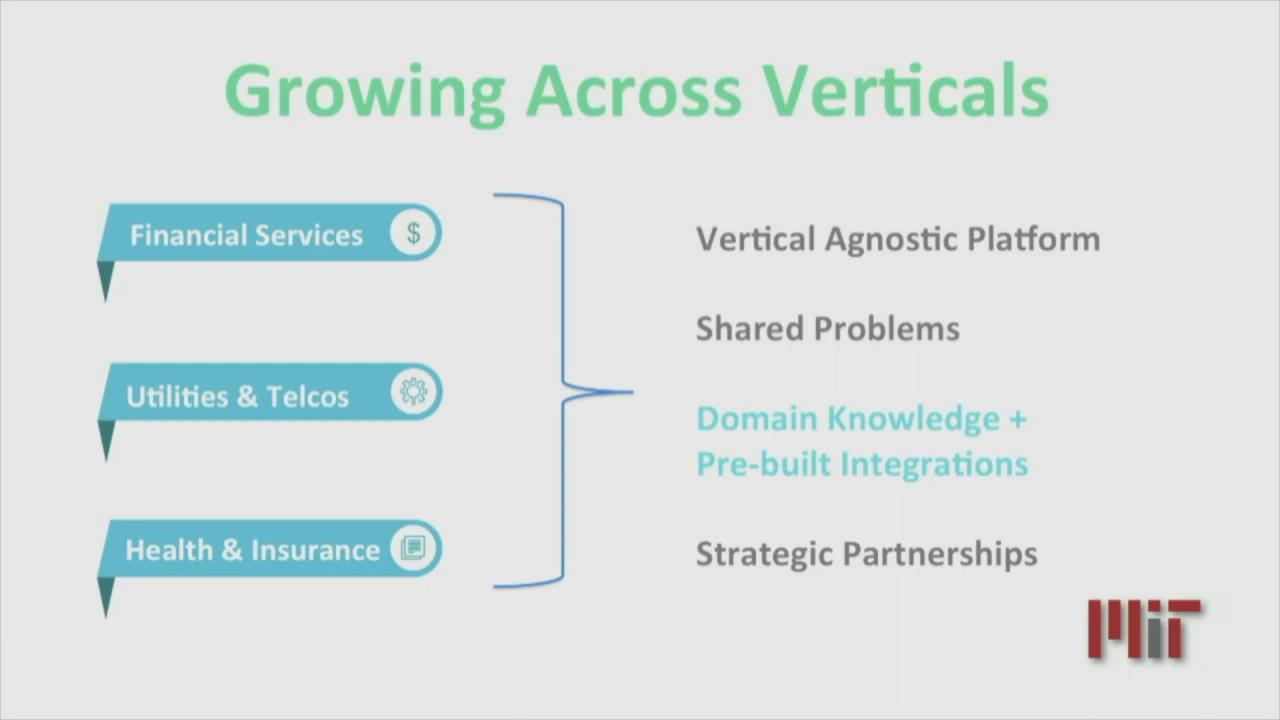 Growing Across Verticals
Financial Services
$
Utilities & Telcos
Health & Insurance
Vertical Agnostic Platform
Shared Problems
Domain Knowledge +
Pre-built Integrations
Strategic Partnerships
MIT